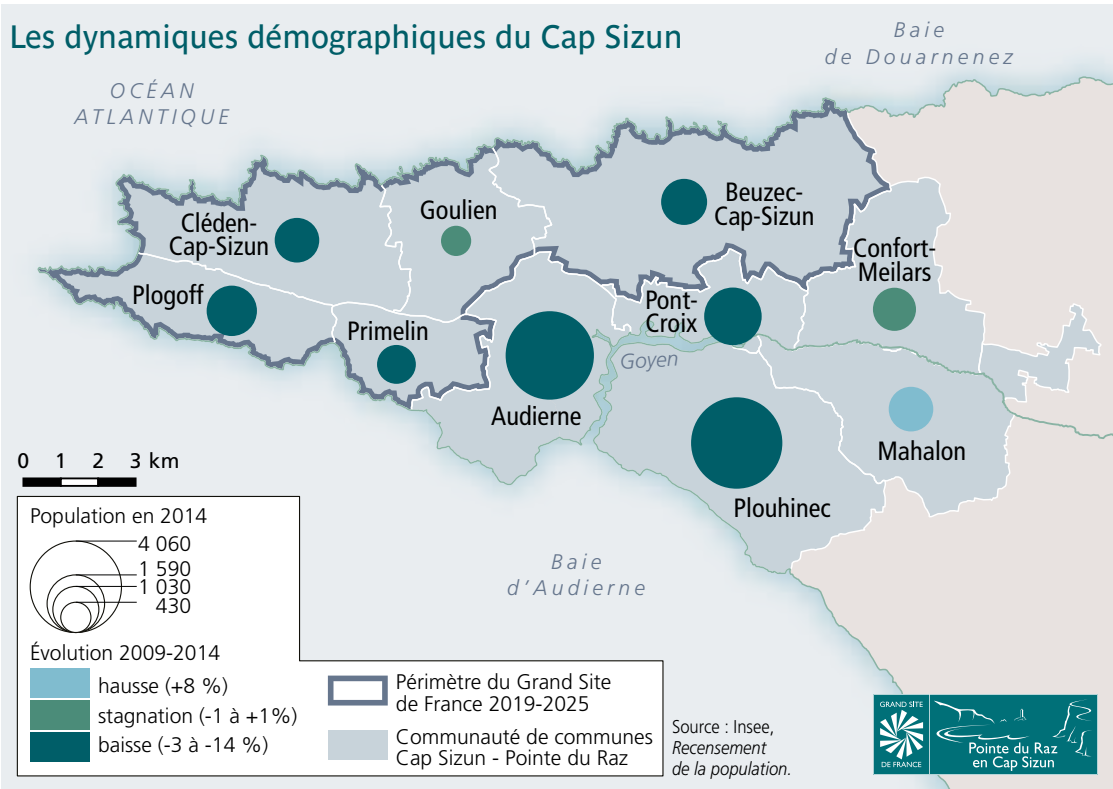 Les dynamiques démographiques du Cap Sizun
Baie
de Douarnenez
OCÉAN
ATLANTIQUE
Cléden-
Cap-Sizun
Goulien
Beuzec-
Cap-Sizun
Confort-
Meilars
Plogoff
Primelin
Pont-
Croix
Goyen
Audierne
Mahalon
Plouhinec
0 1 2 3 km
Baie
d'Audierne
Population en 2014
4 060
1 590
1 030
430
Évolution 2009-2014
hausse (+8 %)
stagnation (-1 à +1%)
baisse (-3 à -14 %)
Périmètre du Grand Site
de France 2019-2025
Communauté de communes
Cap Sizun - Pointe du Raz
Source : Insee,
Recensement
de la population.
GRAND SITE
DE FRANCE
Pointe du Raz
en Cap Sizun